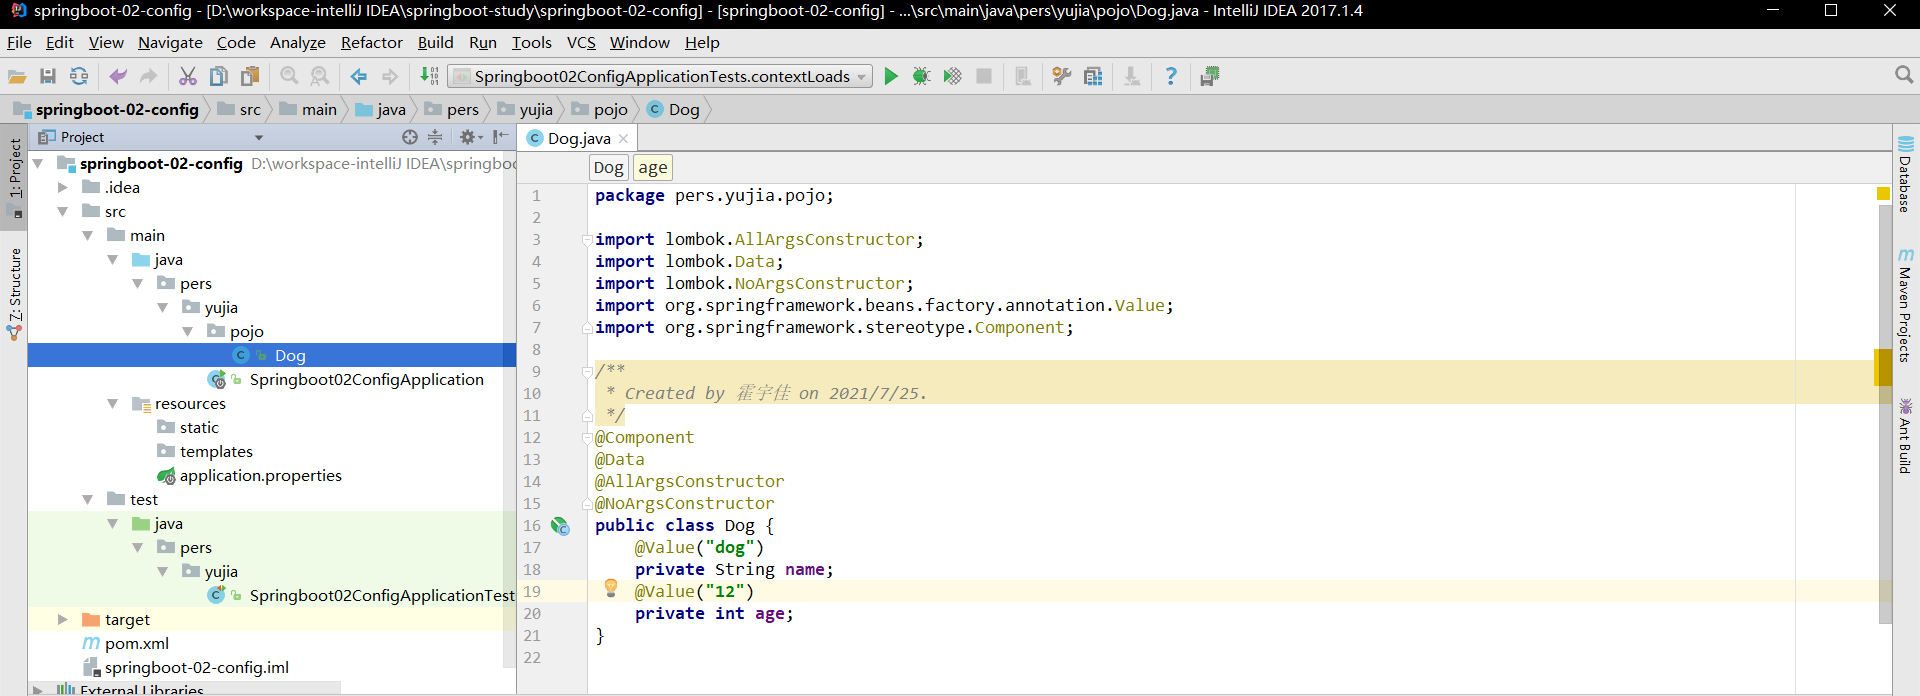 springboot-02-config - [D:\workspace-intelliJ IDEA\springboot-study\springboot-02-config] - [springboot-02-config] - ...\src\main\java\pers\yujia\pojo\Dog.java - IntelliJ IDEA 2017.1.4
File Edit View Navigate Code Analyze Refactor Build Run Tools VCS Window Help
Springboot02ConfigApplicationTests.contextLoads
springboot-02-config src main java pers yujia pojo Dog
1: Project
Z: Structure
Project
springboot-02-config D:\workspace-intelliJ IDEA\springboo
.idea
src
main
java
pers
yujia
pojo
Dog
Springboot02ConfigApplication
resources
static
templates
application.properties
test
java
pers
yujia
Springboot02ConfigApplicationTest
target
pom.xml
springboot-02-config.iml
External Libraries
Dog.java
Dog age
1 package pers.yujia.pojo;
2
3 import lombok.AllArgsConstructor;
4 import lombok.Data;
5 import lombok.NoArgsConstructor;
6 import org.springframework.beans.factory.annotation.Value;
7 import org.springframework.stereotype.Component;
8
9 /**
10 * Created by 霍宇佳 on 2021/7/25.
11 */
12 @Component
13 @Data
14 @AllArgsConstructor
15 @NoArgsConstructor
16 public class Dog {
17 @Value("dog")
18 private String name;
19 @Value("12")
20 private int age;
21 }
22
Database
Maven Projects
Ant Build